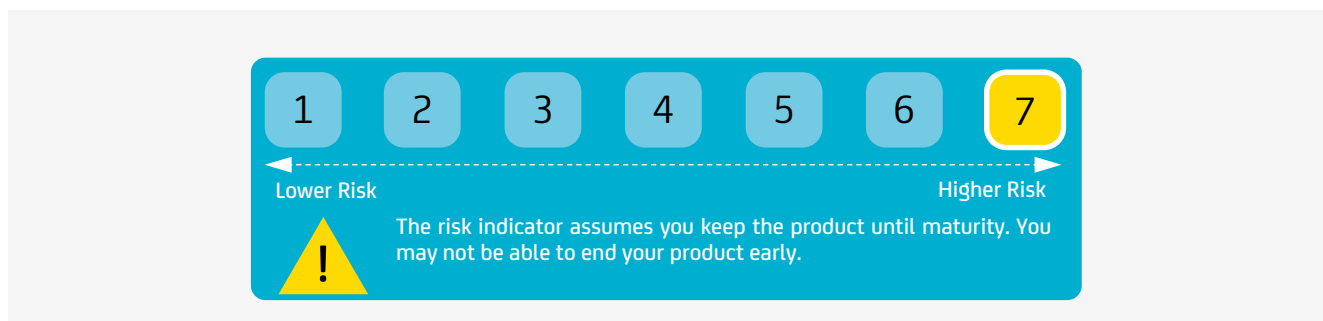 1 2 3 4 5 6 7
Lower Risk Higher Risk
! The risk indicator assumes you keep the product until maturity. You
may not be able to end your product early.